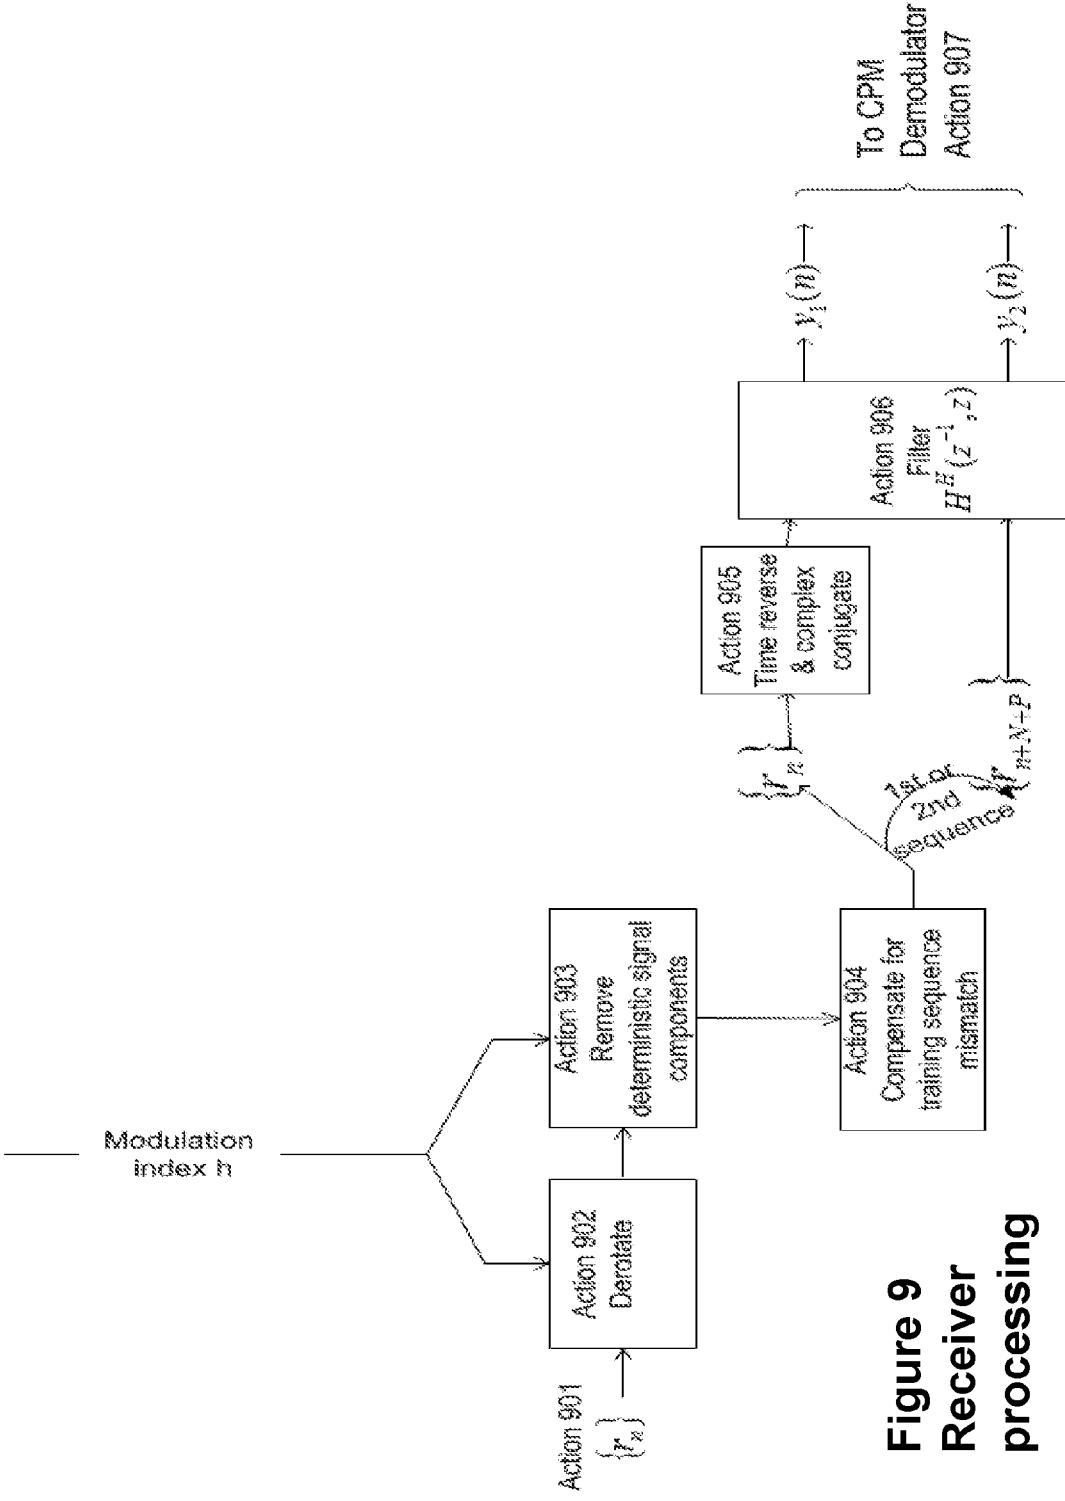 Modulation
index h
Action 901
{r_n}
Action 902
Derotate
Action 903
Remove
deterministic signal
components
Action 904
Compensate for
training sequence
mismatch
1st or
2nd
sequence
{r_n}
{r_{n+N+P}}
Action 905
Time reverse
& complex
conjugate
Action 906
Filter
H^H(z^{-1}, z)
y_1(n)
y_2(n)
To CPM
Demodulator
Action 907
Figure 9
Receiver
processing